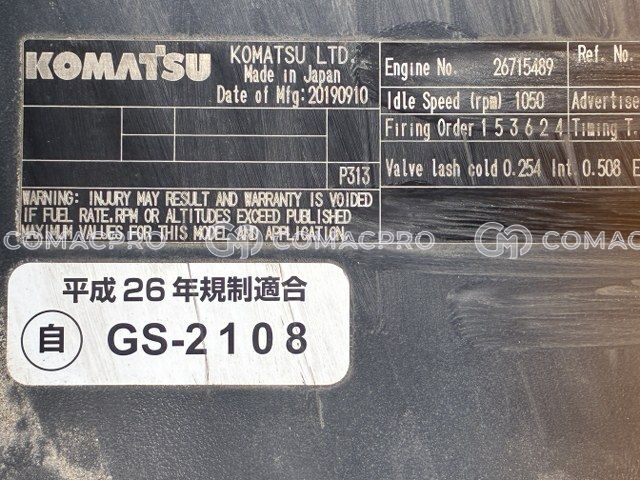 KOMATSU
KOMATSU LTD.
Made in Japan
Date of Mfg:20190910
P313
Engine No. 26715489
Ref. No.
Idle Speed (rpm) 1050
Advertise
Firing Order 1 5 3 6 2 4
Timing T
Valve lash cold 0.254 Int. 0.508 E
WARNING: INJURY MAY RESULT AND WARRANTY IS VOIDED
IF FUEL RATE.RPM OR ALTITUDES EXCEED PUBLISHED
MAXIMUM VALUES FOR THIS MODEL AND APPLICATION.
COMACPRO
COMACPRO
COMACPRO
平成26年規制適合
自 GS-2108